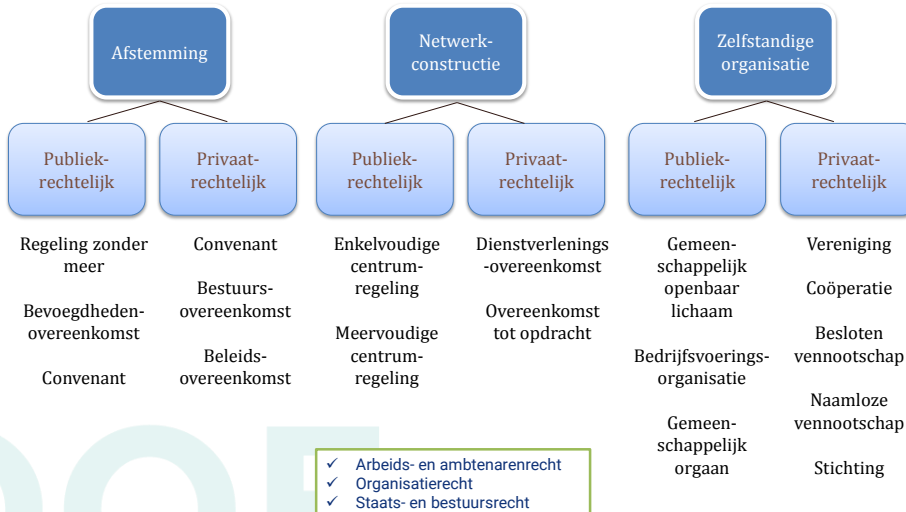 Afstemming
Netwerk-
constructie
Zelfstandige
organisatie
Publiek-
rechtelijk
Privaat-
rechtelijk
Publiek-
rechtelijk
Privaat-
rechtelijk
Publiek-
rechtelijk
Privaat-
rechtelijk
Regeling zonder
meer
Bevoegdheden-
overeenkomst
Convenant
Convenant
Bestuurs-
overeenkomst
Beleids-
overeenkomst
Enkelvoudige
centrum-
regeling
Meervoudige
centrum-
regeling
Dienstverlenings
-overeenkomst
Overeenkomst
tot opdracht
Gemeen-
schappelijk
openbaar
lichaam
Bedrijfsvoerings-
organisatie
Gemeen-
schappelijk
orgaan
Vereniging
Coöperatie
Besloten
vennootschap
Naamloze
vennootschap
Stichting
✓ Arbeids- en ambtenarenrecht
✓ Organisatierecht
✓ Staats- en bestuursrecht